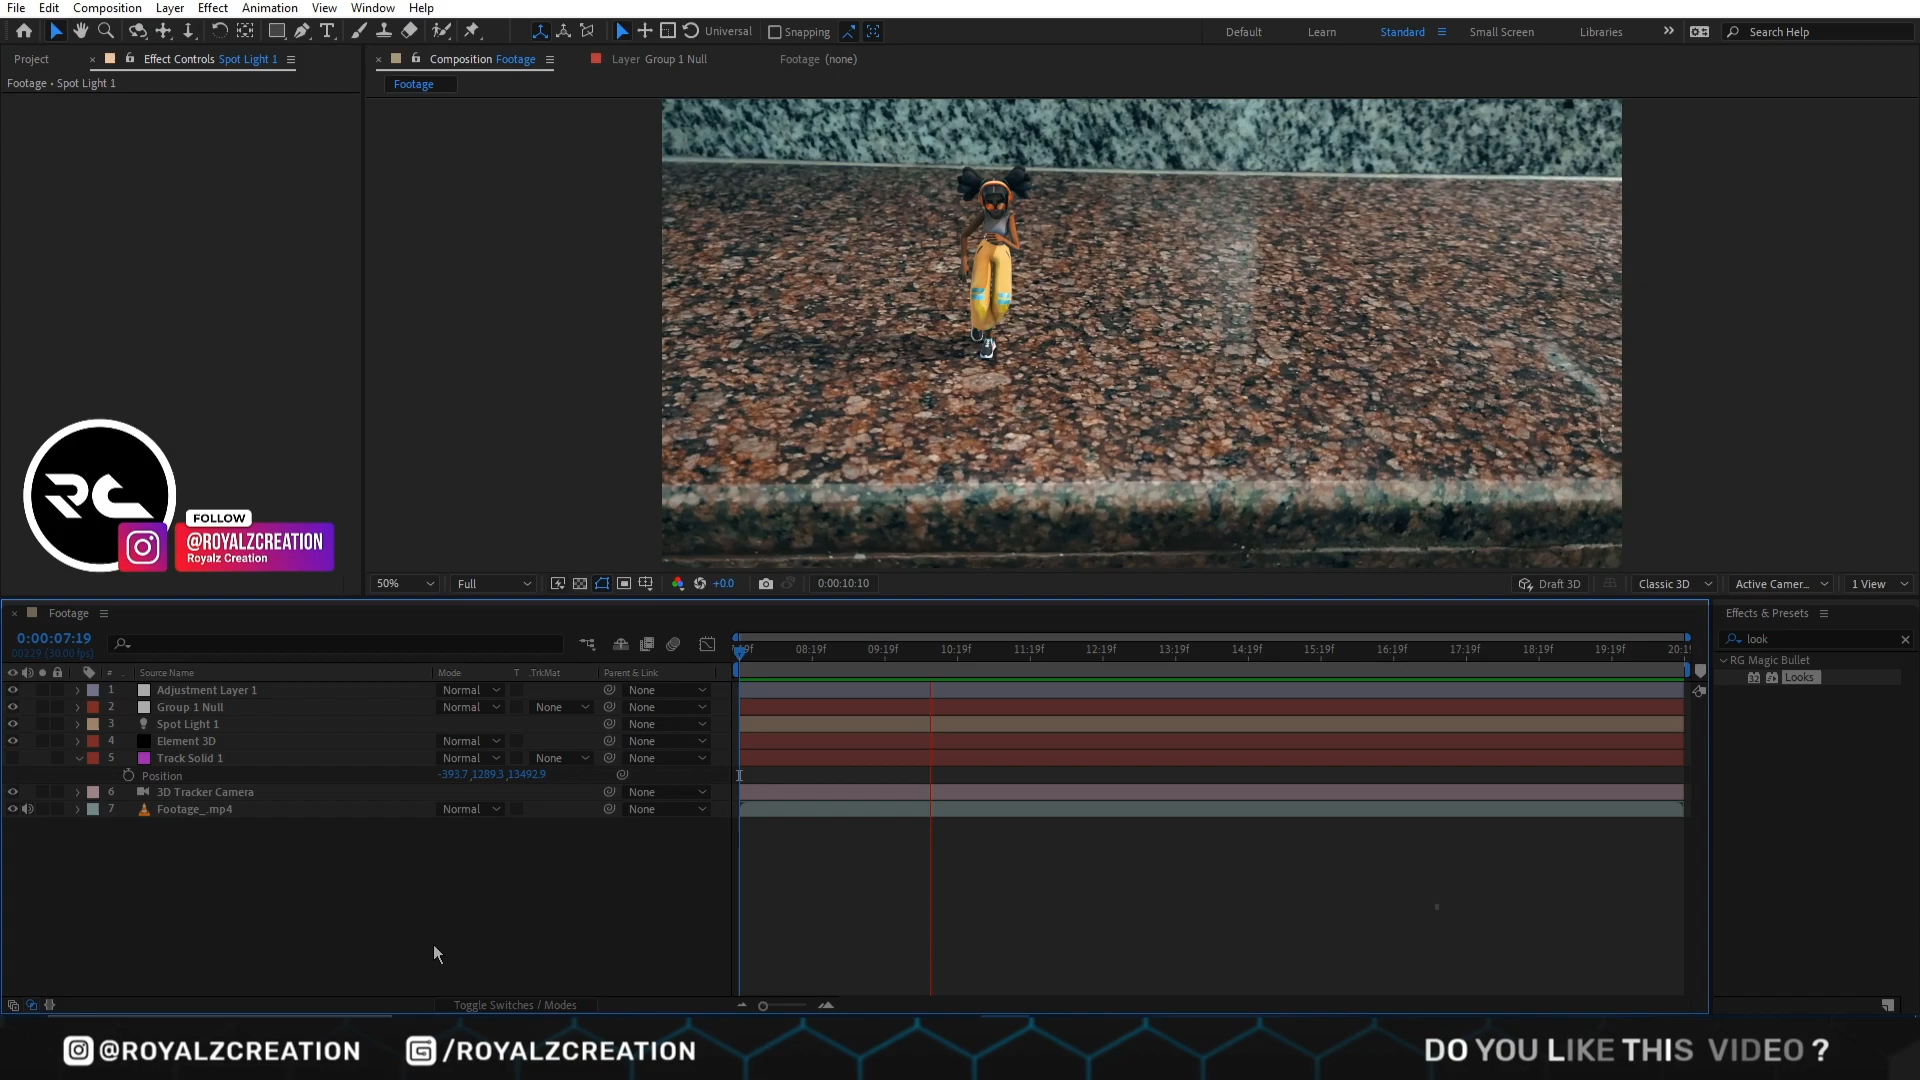 File Edit Composition Layer Effect Animation View Window Help
Universal Snapping Default Learn Standard Small Screen Libraries Search Help
Project Effect Controls Spot Light 1 Composition Footage Layer Group 1 Null Footage (none)
Footage • Spot Light 1
Footage
RC
FOLLOW
@ROYALZCREATION
Royalz Creation
50% Full +0.0 0:00:10:10 Draft 3D Classic 3D Active Camer... 1 View
Footage
Effects & Presets
0:00:07:19
00229 (30.00 fps)
look
08:19f 09:19f 10:19f 11:19f 12:19f 13:19f 14:19f 15:19f 16:19f 17:19f 18:19f 19:19f
RG Magic Bullet
32 Looks
# Source Name Mode T .TrkMat Parent & Link
1 Adjustment Layer 1 Normal None
2 Group 1 Null Normal None None
3 Spot Light 1 None
4 Element 3D Normal None
5 Track Solid 1 Normal None None
Position -393.7,1289.3,13492.9
6 3D Tracker Camera None
7 Footage_.mp4 Normal None
Toggle Switches / Modes
@ROYALZCREATION /ROYALZCREATION DO YOU LIKE THIS VIDEO ?